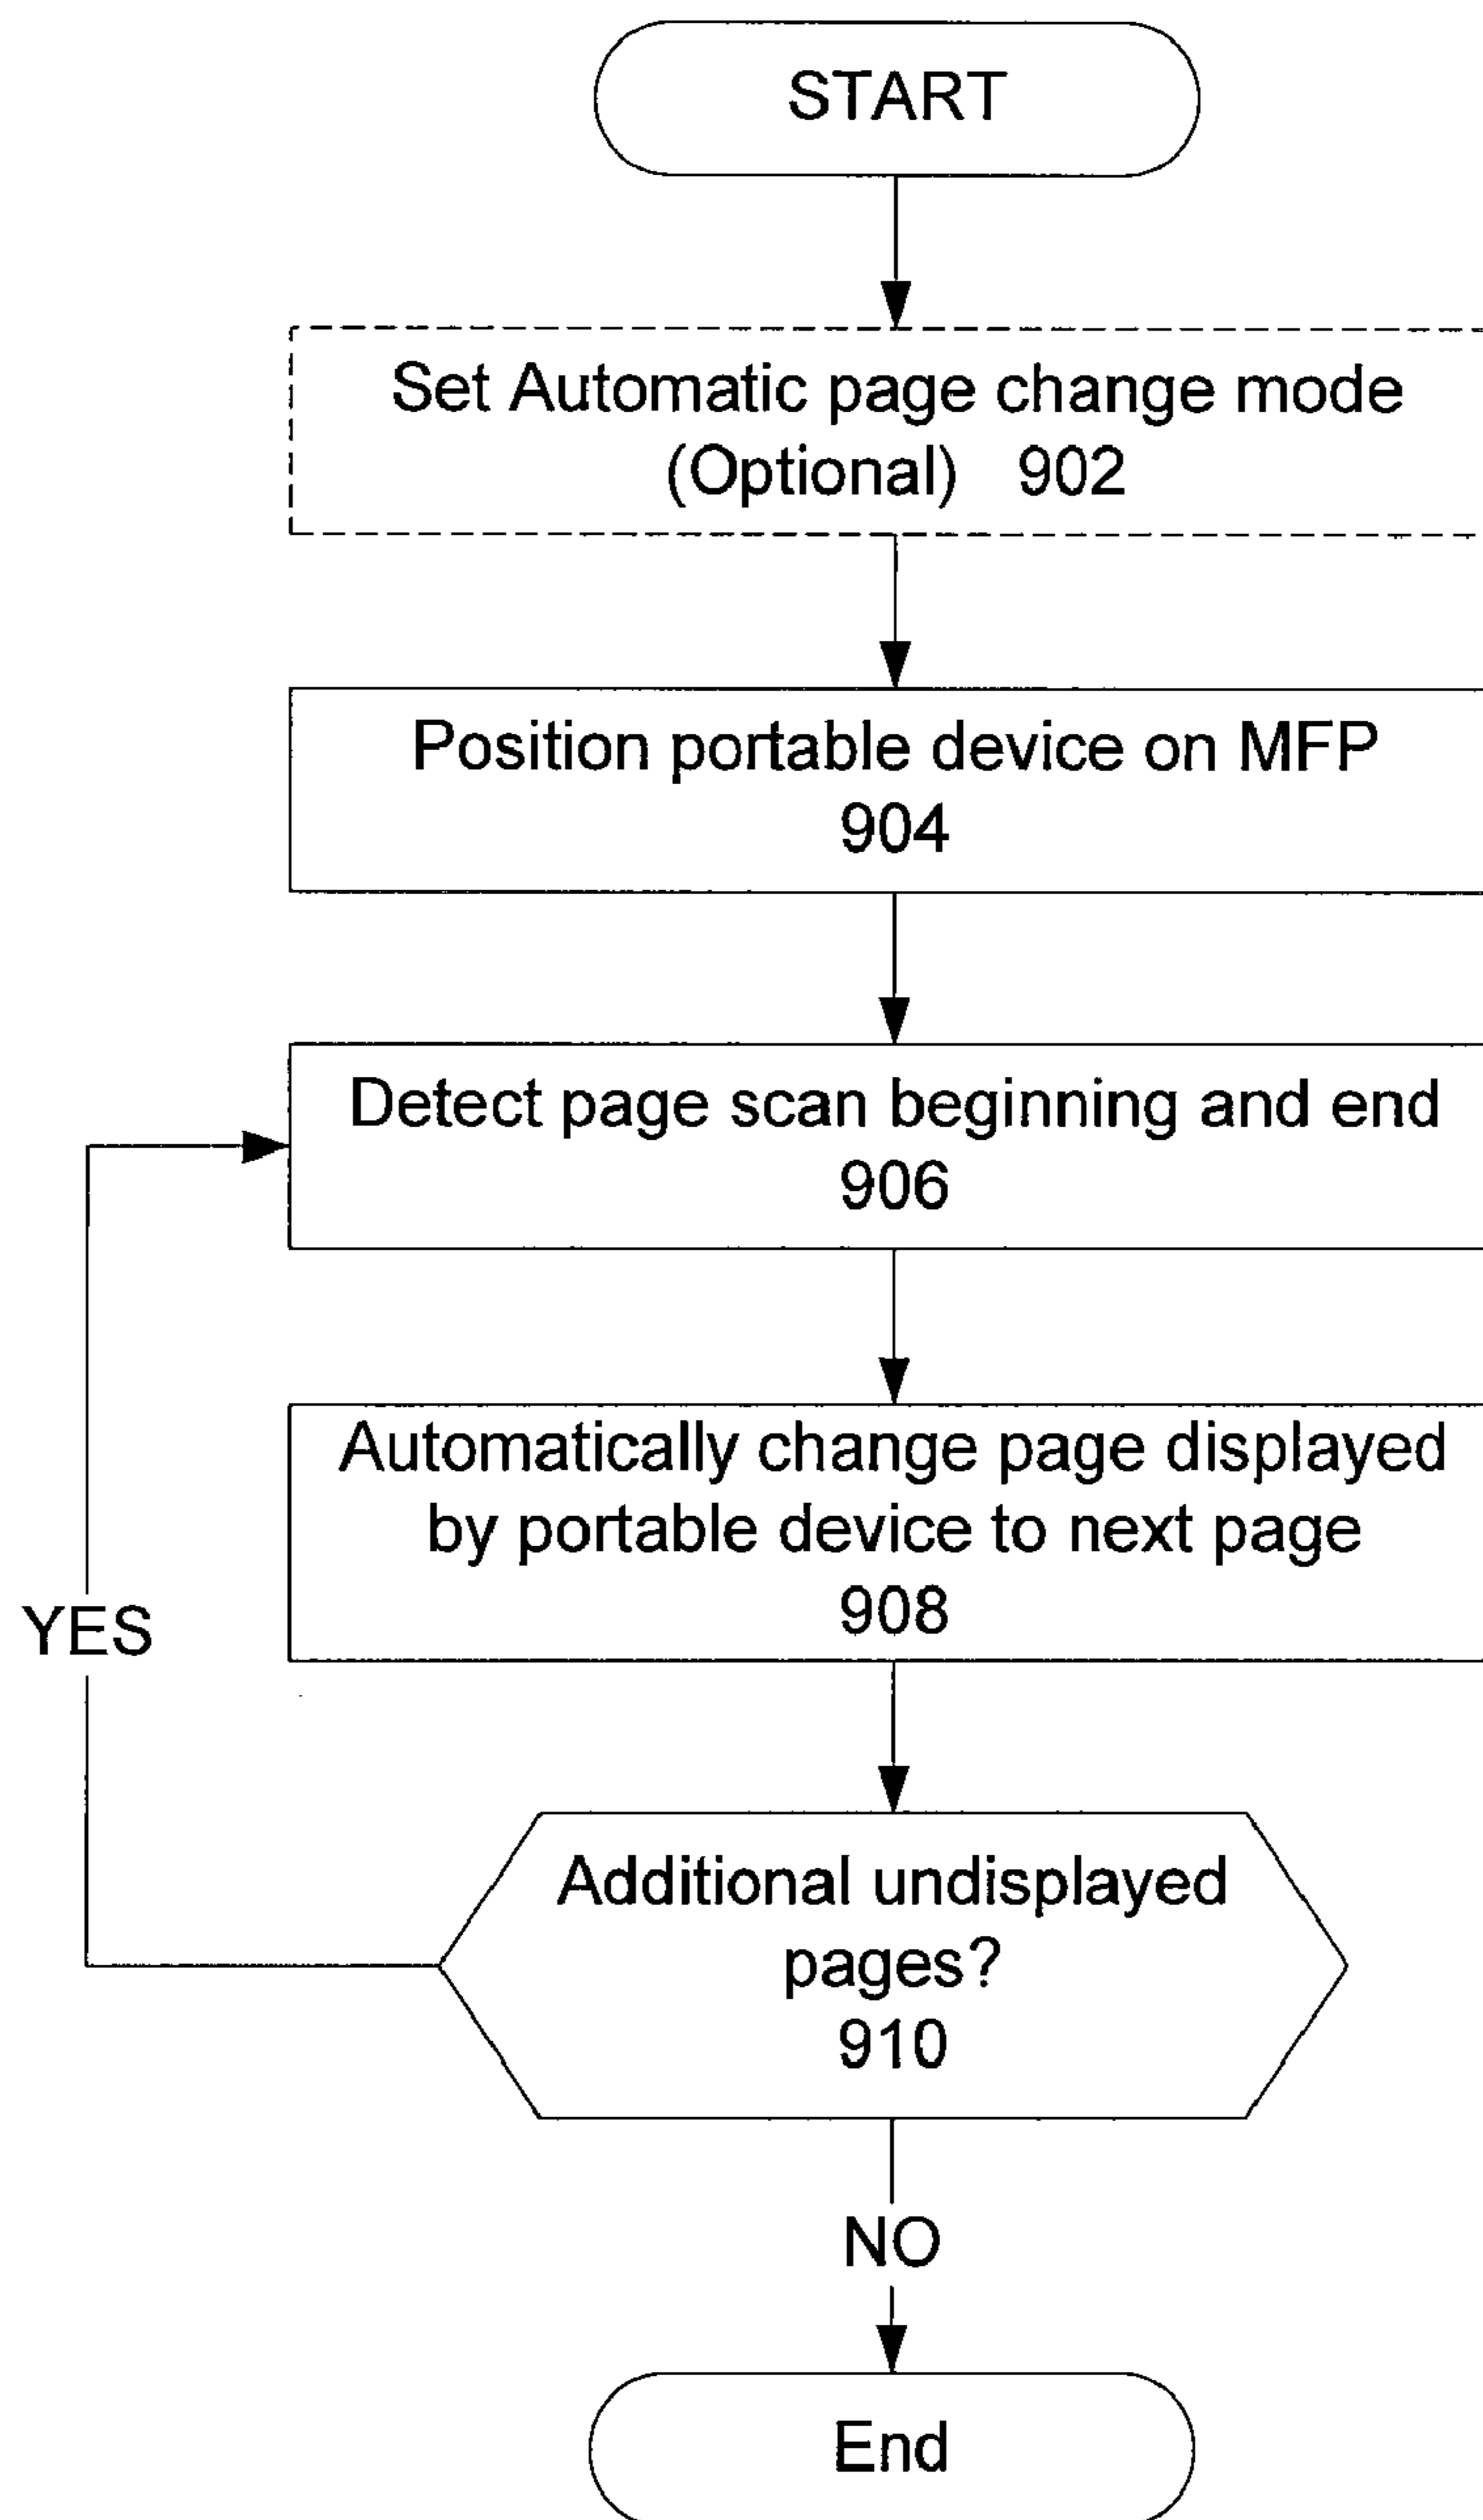 START
Set Automatic page change mode
(Optional) 902
Position portable device on MFP
904
Detect page scan beginning and end
906
Automatically change page displayed
by portable device to next page
908
YES
Additional undisplayed
pages?
910
NO
End